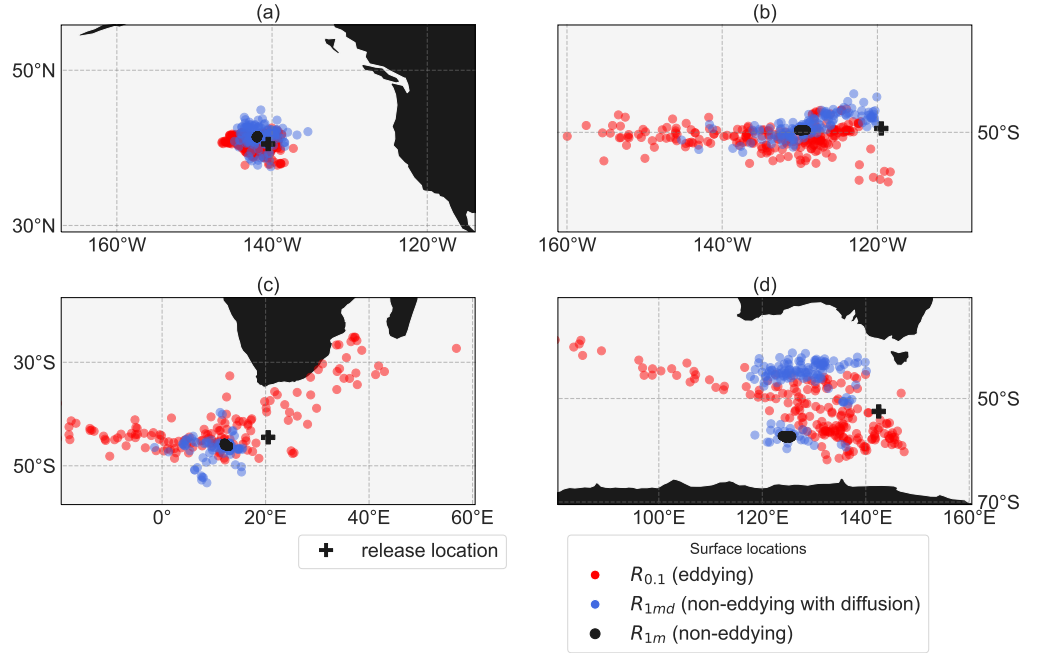 (a)
50°N
30°N
160°W
140°W
120°W
(b)
50°S
160°W
140°W
120°W
(c)
30°S
50°S
0°
20°E
40°E
60°E
(d)
50°S
70°S
100°E
120°E
140°E
160°E
release location
Surface locations
R0.1 (eddying)
R1md (non-eddying with diffusion)
R1m (non-eddying)